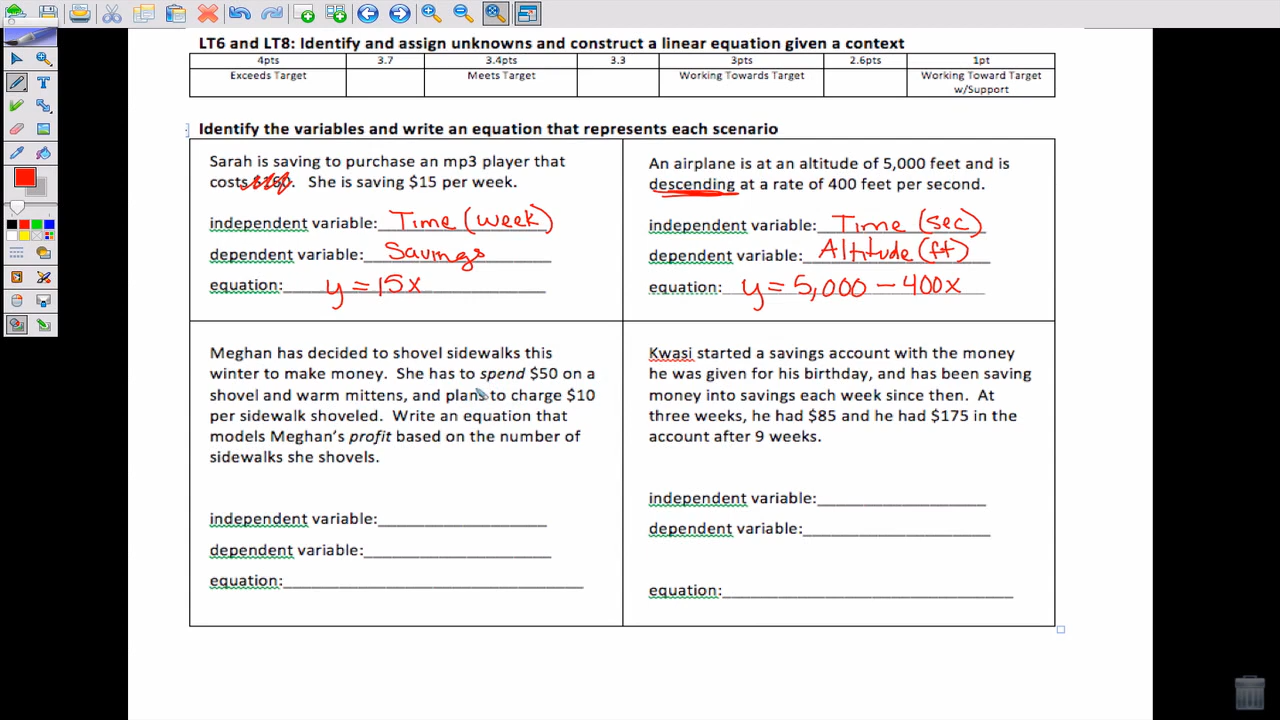 LT6 and LT8: Identify and assign unknowns and construct a linear equation given a context
4pts 3.7 3.4pts 3.3 3pts 2.6pts 1pt
Exceeds Target Meets Target Working Towards Target Working Toward Target
w/Support
Identify the variables and write an equation that represents each scenario
Sarah is saving to purchase an mp3 player that
costs She is saving $15 per week.
independent variable: Time (week)
dependent variable: Savings
equation: y = 15x
An airplane is at an altitude of 5,000 feet and is
descending at a rate of 400 feet per second.
independent variable: Time (sec)
dependent variable: Altitude (ft)
equation: y = 5,000 - 400x
Meghan has decided to shovel sidewalks this
winter to make money. She has to spend $50 on a
shovel and warm mittens, and plans to charge $10
per sidewalk shoveled. Write an equation that
models Meghan's profit based on the number of
sidewalks she shovels.
independent variable:
dependent variable:
equation:
Kwasi started a savings account with the money
he was given for his birthday, and has been saving
money into savings each week since then. At
three weeks, he had $85 and he had $175 in the
account after 9 weeks.
independent variable:
dependent variable:
equation: